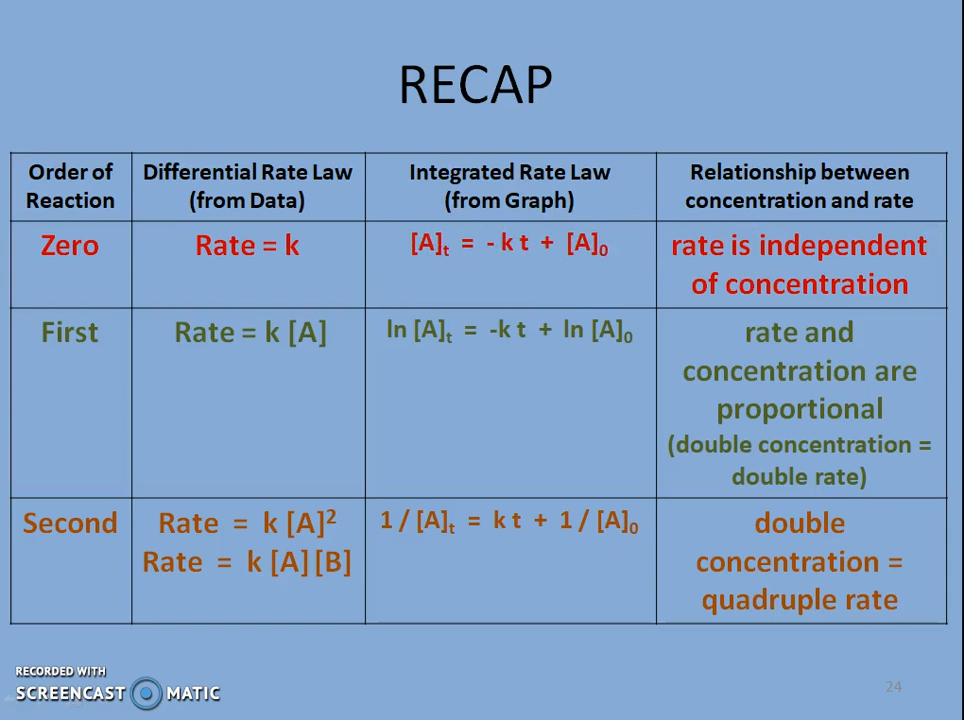 RECAP
Order of Reaction
Differential Rate Law (from Data)
Integrated Rate Law (from Graph)
Relationship between concentration and rate
Zero
Rate = k
[A]t = - k t + [A]0
rate is independent
of concentration
First
Rate = k [A]
ln [A]t = -k t + ln [A]0
rate and
concentration are
proportional
(double concentration =
double rate)
Second
Rate = k [A]²
Rate = k [A] [B]
1 / [A]t = k t + 1 / [A]0
double
concentration =
quadruple rate
RECORDED WITH
SCREENCAST MATIC
24